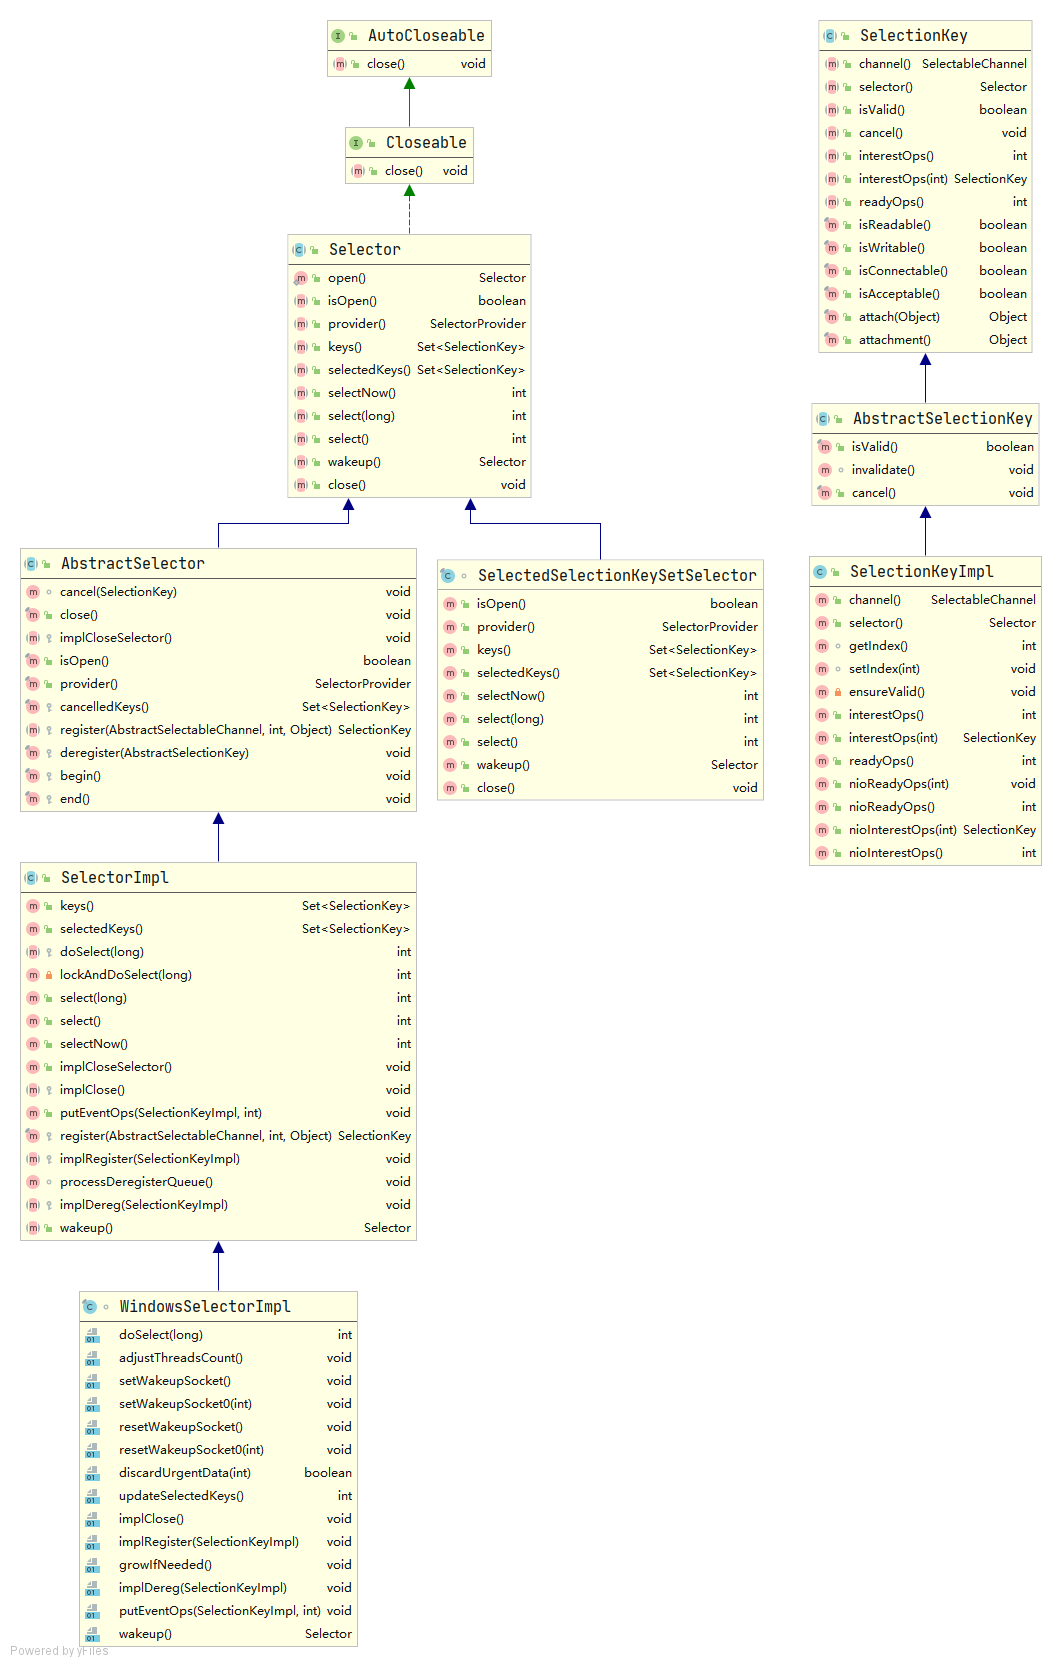 AutoCloseable
close() void
Closeable
close() void
Selector
open() Selector
isOpen() boolean
provider() SelectorProvider
keys() Set<SelectionKey>
selectedKeys() Set<SelectionKey>
selectNow() int
select(long) int
select() int
wakeup() Selector
close() void
AbstractSelector
cancel(SelectionKey) void
close() void
implCloseSelector() void
isOpen() boolean
provider() SelectorProvider
cancelledKeys() Set<SelectionKey>
register(AbstractSelectableChannel, int, Object) SelectionKey
deregister(AbstractSelectionKey) void
begin() void
end() void
SelectedSelectionKeySetSelector
isOpen() boolean
provider() SelectorProvider
keys() Set<SelectionKey>
selectedKeys() Set<SelectionKey>
selectNow() int
select(long) int
select() int
wakeup() Selector
close() void
SelectorImpl
keys() Set<SelectionKey>
selectedKeys() Set<SelectionKey>
doSelect(long) int
lockAndDoSelect(long) int
select(long) int
select() int
selectNow() int
implCloseSelector() void
implClose() void
putEventOps(SelectionKeyImpl, int) void
register(AbstractSelectableChannel, int, Object) SelectionKey
implRegister(SelectionKeyImpl) void
processDeregisterQueue() void
implDereg(SelectionKeyImpl) void
wakeup() Selector
WindowsSelectorImpl
doSelect(long) int
adjustThreadsCount() void
setWakeupSocket() void
setWakeupSocket0(int) void
resetWakeupSocket() void
resetWakeupSocket0(int) void
discardUrgentData(int) boolean
updateSelectedKeys() int
implClose() void
implRegister(SelectionKeyImpl) void
growIfNeeded() void
implDereg(SelectionKeyImpl) void
putEventOps(SelectionKeyImpl, int) void
wakeup() Selector
SelectionKey
channel() SelectableChannel
selector() Selector
isValid() boolean
cancel() void
interestOps() int
interestOps(int) SelectionKey
readyOps() int
isReadable() boolean
isWritable() boolean
isConnectable() boolean
isAcceptable() boolean
attach(Object) Object
attachment() Object
AbstractSelectionKey
isValid() boolean
invalidate() void
cancel() void
SelectionKeyImpl
channel() SelectableChannel
selector() Selector
getIndex() int
setIndex(int) void
ensureValid() void
interestOps() int
interestOps(int) SelectionKey
readyOps() int
nioReadyOps(int) void
nioReadyOps() int
nioInterestOps(int) SelectionKey
nioInterestOps() int
Powered by yFiles